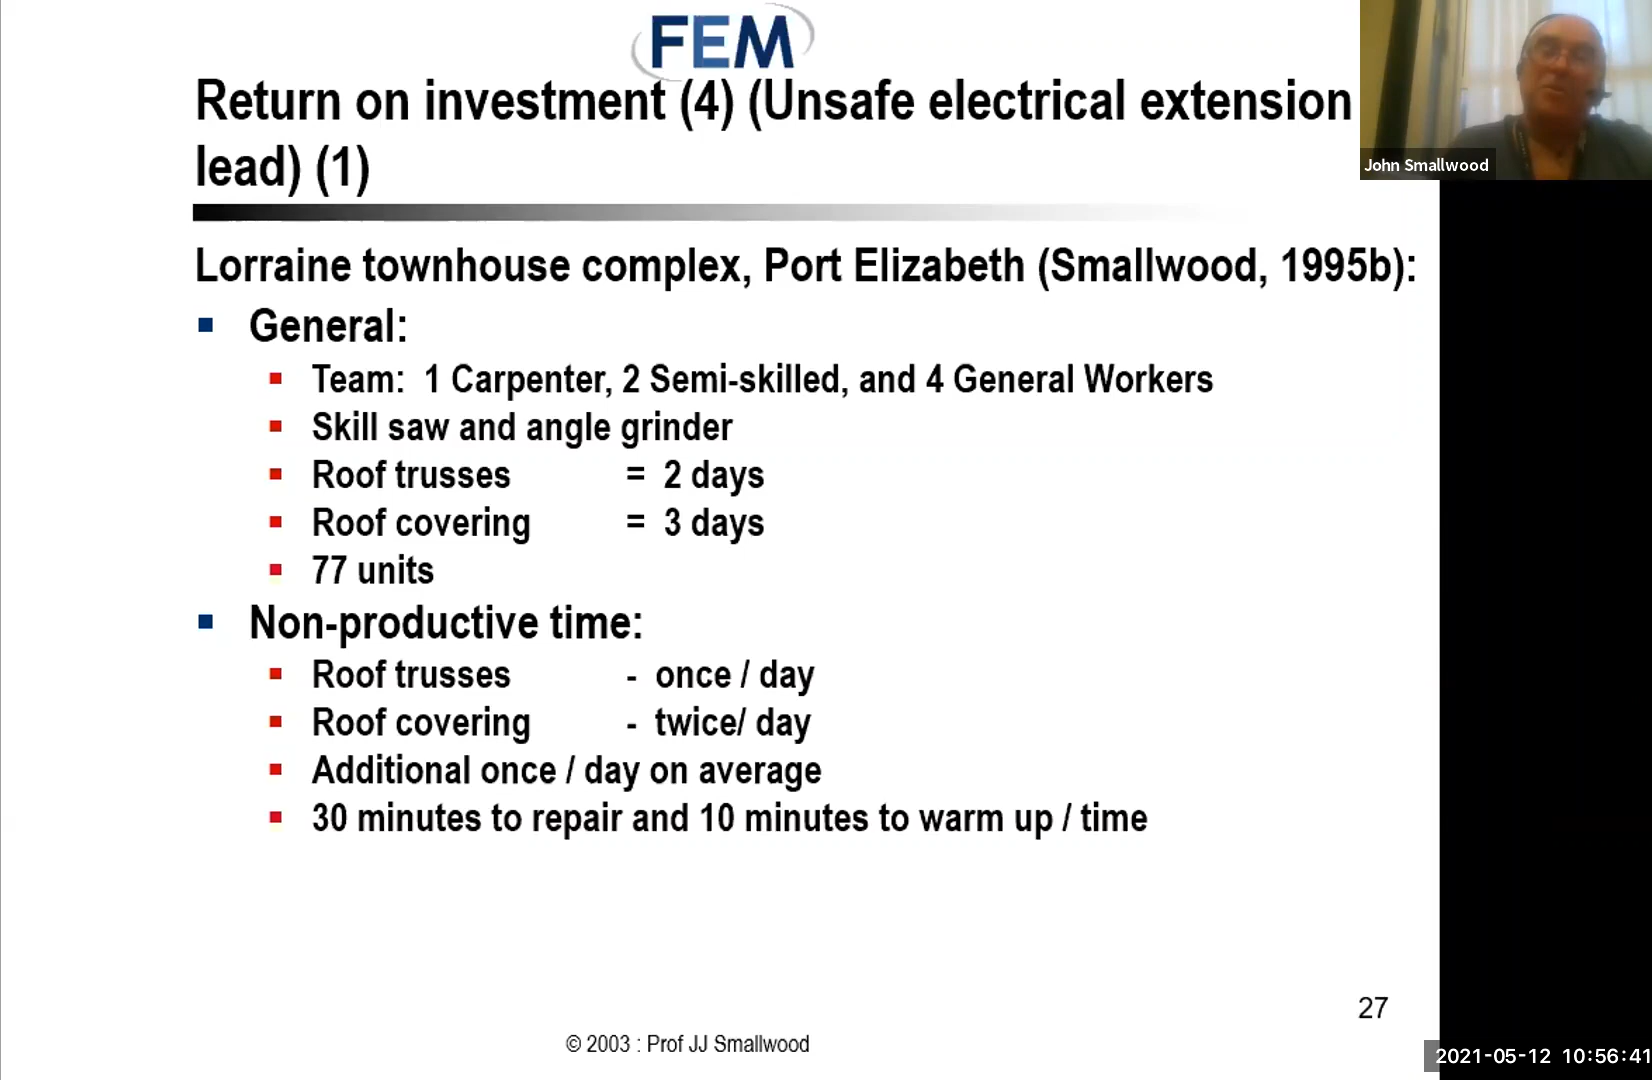 FEM
Return on investment (4) (Unsafe electrical extension
lead) (1)
John Smallwood
Lorraine townhouse complex, Port Elizabeth (Smallwood, 1995b):
General:
Team: 1 Carpenter, 2 Semi-skilled, and 4 General Workers
Skill saw and angle grinder
Roof trusses = 2 days
Roof covering = 3 days
77 units
Non-productive time:
Roof trusses - once / day
Roof covering - twice/ day
Additional once / day on average
30 minutes to repair and 10 minutes to warm up / time
27
© 2003 : Prof JJ Smallwood
2021-05-12 10:56:41